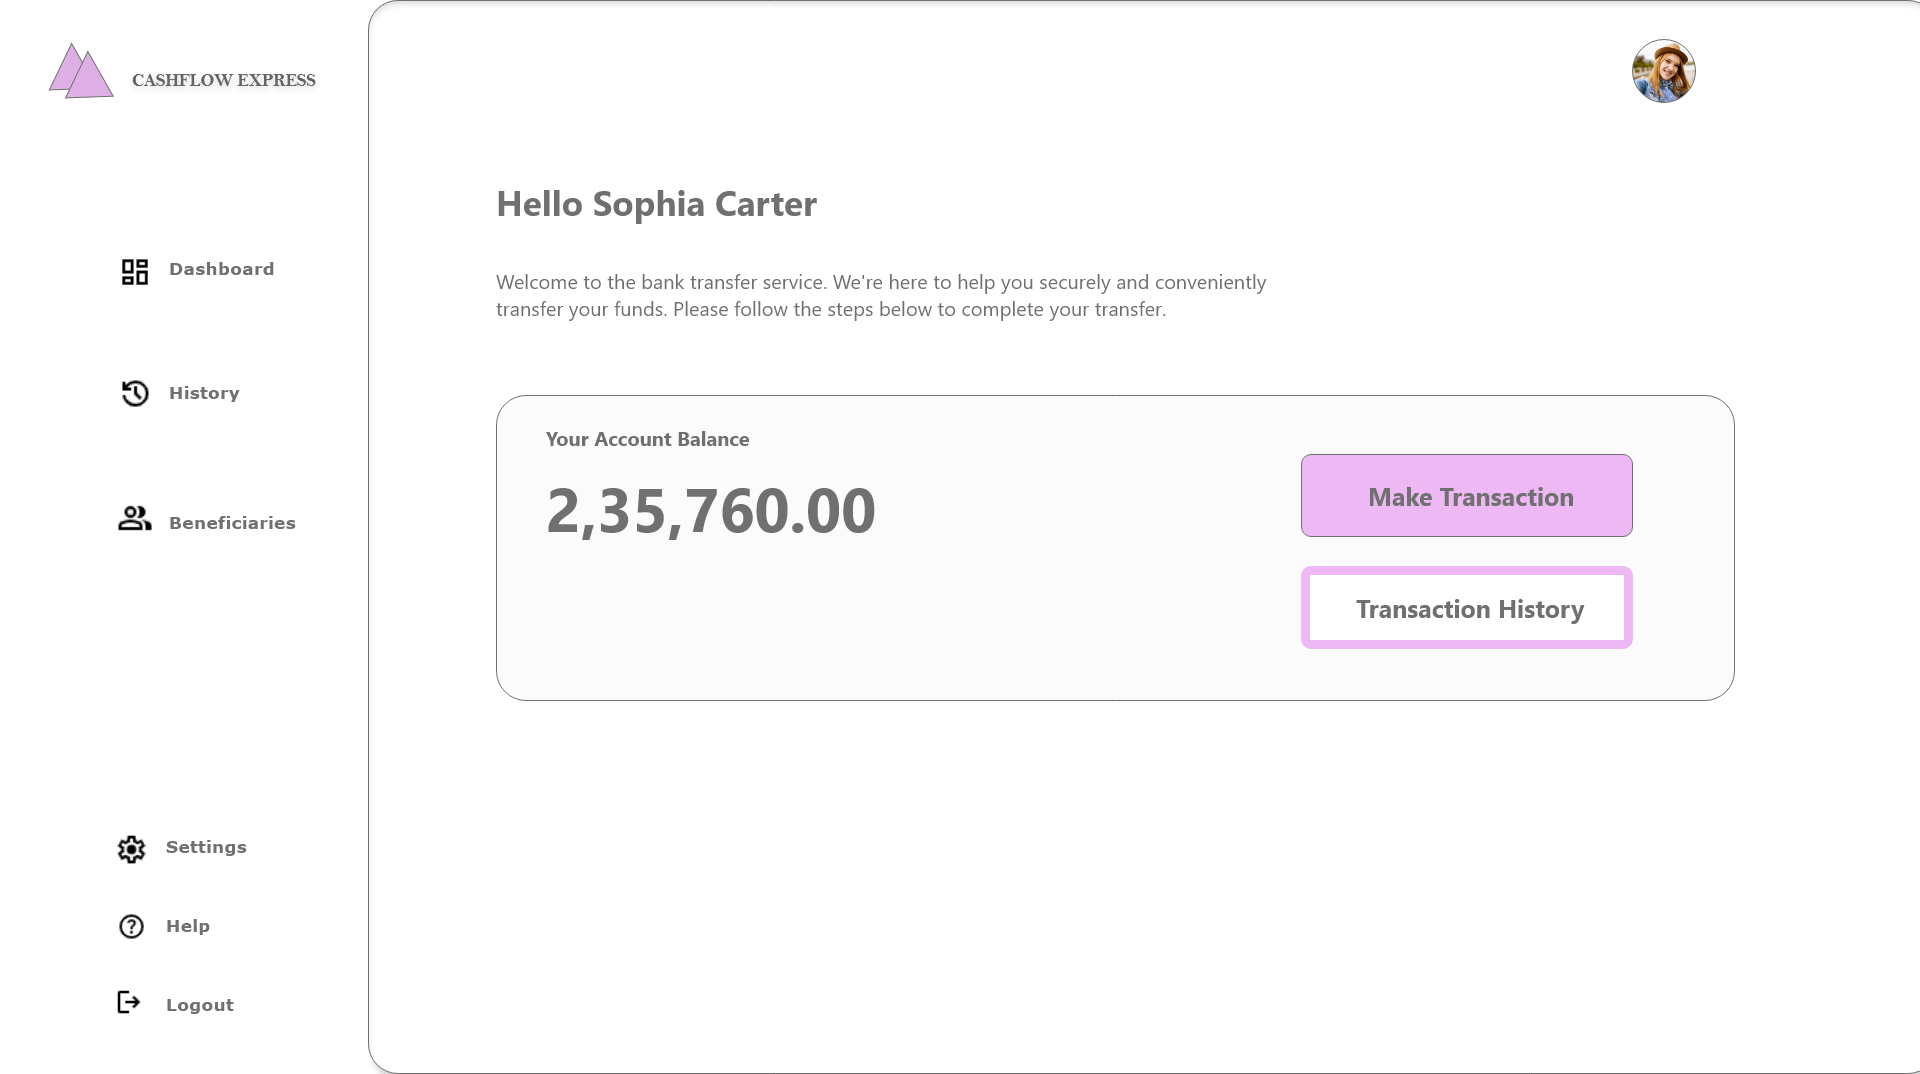 CASHFLOW EXPRESS
Dashboard
History
Beneficiaries
Settings
Help
Logout
Hello Sophia Carter
Welcome to the bank transfer service. We're here to help you securely and conveniently
transfer your funds. Please follow the steps below to complete your transfer.
Your Account Balance
2,35,760.00
Make Transaction
Transaction History